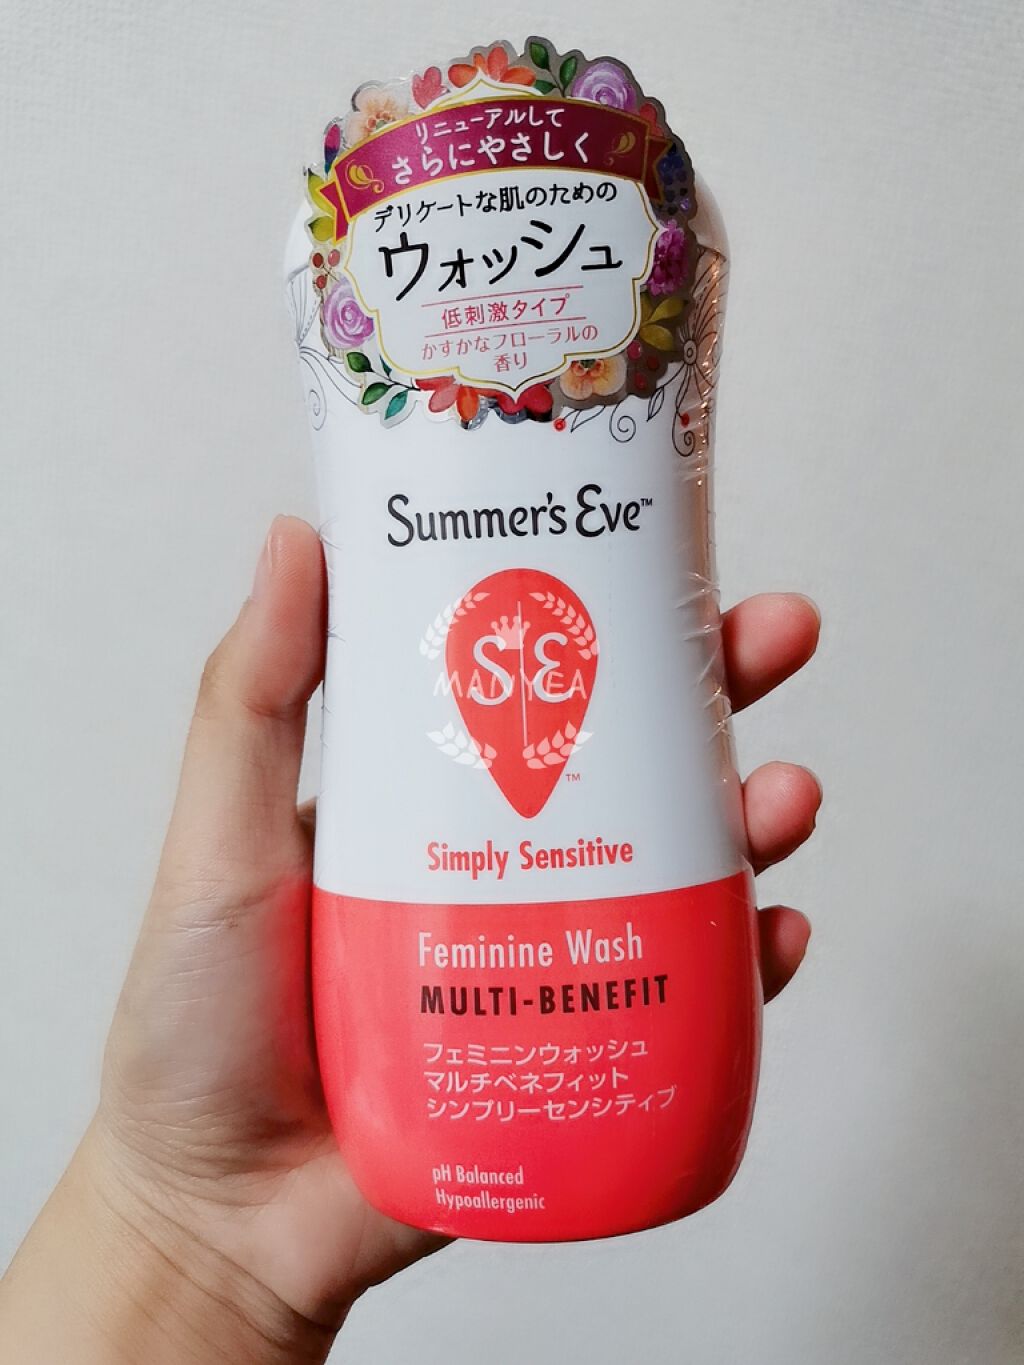 リニューアルして
さらにやさしく
デリケートな肌のための
ウォッシュ
低刺激タイプ
かすかなフローラルの
香り
Summer's Eve™
SE
MANYEA
™
Simply Sensitive
Feminine Wash
MULTI-BENEFIT
フェミニンウォッシュ
マルチベネフィット
シンプリーセンシティブ
pH Balanced
Hypoallergenic